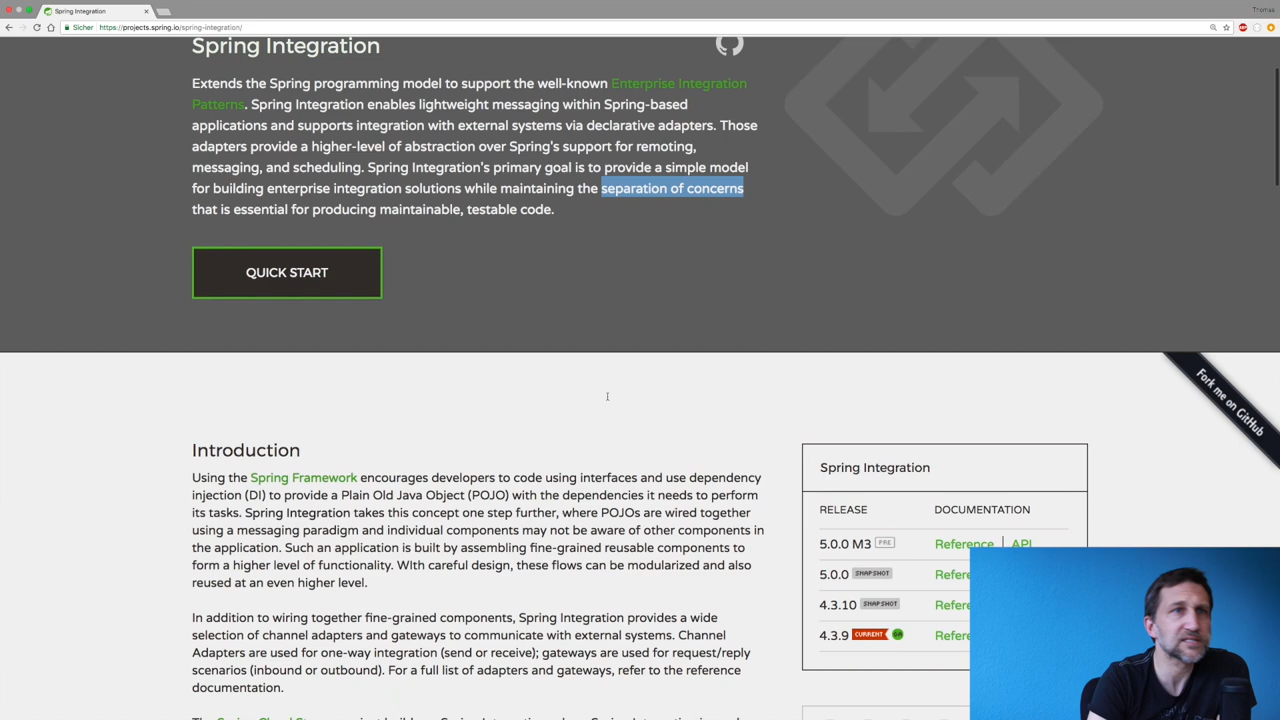 Spring Integration
Thomas
Sicher
https://projects.spring.io/spring-integration/
Spring Integration
Extends the Spring programming model to support the well-known Enterprise Integration
Patterns. Spring Integration enables lightweight messaging within Spring-based
applications and supports integration with external systems via declarative adapters. Those
adapters provide a higher-level of abstraction over Spring's support for remoting,
messaging, and scheduling. Spring Integration's primary goal is to provide a simple model
for building enterprise integration solutions while maintaining the separation of concerns
that is essential for producing maintainable, testable code.
QUICK START
Fork me on GitHub
Introduction
Using the Spring Framework encourages developers to code using interfaces and use dependency
injection (DI) to provide a Plain Old Java Object (POJO) with the dependencies it needs to perform
its tasks. Spring Integration takes this concept one step further, where POJOs are wired together
using a messaging paradigm and individual components may not be aware of other components in
the application. Such an application is built by assembling fine-grained reusable components to
form a higher level of functionality. WIth careful design, these flows can be modularized and also
reused at an even higher level.
In addition to wiring together fine-grained components, Spring Integration provides a wide
selection of channel adapters and gateways to communicate with external systems. Channel
Adapters are used for one-way integration (send or receive); gateways are used for request/reply
scenarios (inbound or outbound). For a full list of adapters and gateways, refer to the reference
documentation.
Spring Integration
RELEASE DOCUMENTATION
5.0.0 M3 PRE Reference API
5.0.0 SNAPSHOT Refere
4.3.10 SNAPSHOT Refere
4.3.9 CURRENT GA Refere